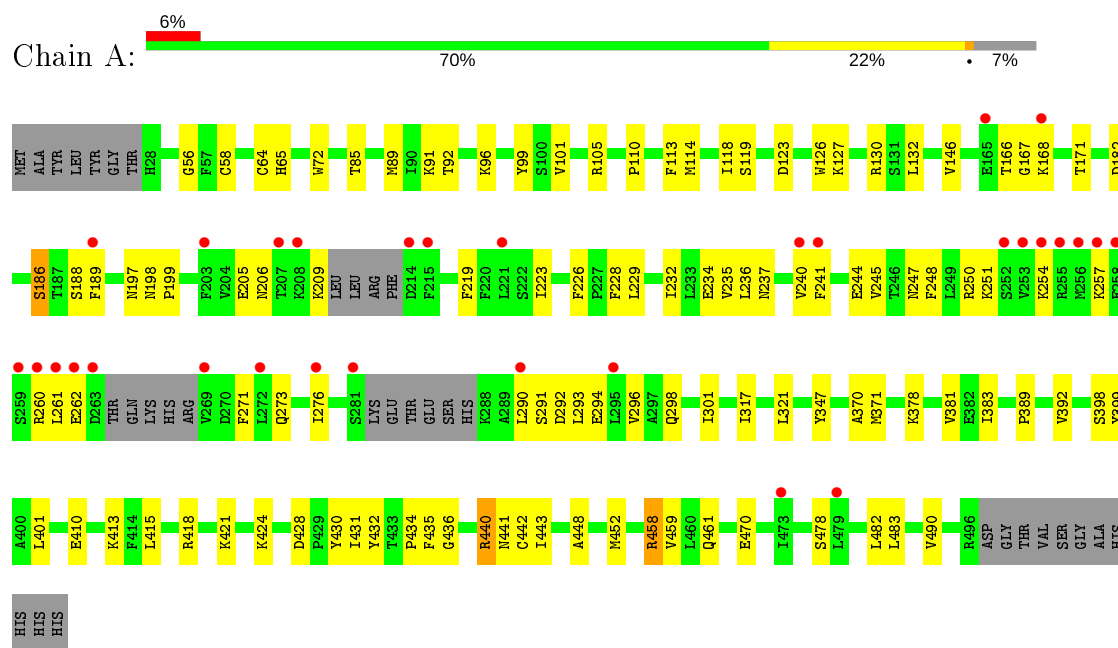 6%
Chain A:
70% 22% • 7%
MET ALA TYR LEU TYR GLY THR H28 G56 F57 C58 C64 H65 W72 T85 M89 I90 K91 T92 K96 Y99 S100 V101 R105 P110 F113 M114 I118 S119 D123 W126 K127 R130 S131 L132 V146 E165 T166 G167 K168 T171 D182
S186 T187 S188 F189 N197 N198 P199 F203 V204 E205 N206 T207 K208 K209 LEU LEU ARG PHE D214 F215 F219 F220 L221 S222 I223 F226 P227 F228 L229 I232 L233 E234 V235 L236 N237 V240 F241 E244 V245 T246 N247 F248 L249 R250 K251 S252 V253 K254 R255 M256 K257 E258
S259 R260 L261 E262 D263 THR GLN LYS HIS ARG V269 D270 F271 L272 Q273 I276 S281 LYS GLU THR GLU SER HIS K288 A289 L290 S291 D292 L293 E294 L295 V296 A297 Q298 I301 I317 L321 Y347 A370 M371 K378 V381 E382 I383 P389 V392 S398 Y399
A400 L401 E410 K413 F414 L415 R418 K421 K424 D428 P429 Y430 I431 Y432 T433 P434 F435 G436 R440 N441 C442 I443 A448 M452 R458 V459 L460 Q461 E470 I473 S478 L479 L482 L483 V490 R496 ASP GLY THR VAL SER GLY ALA HIS
HIS HIS HIS